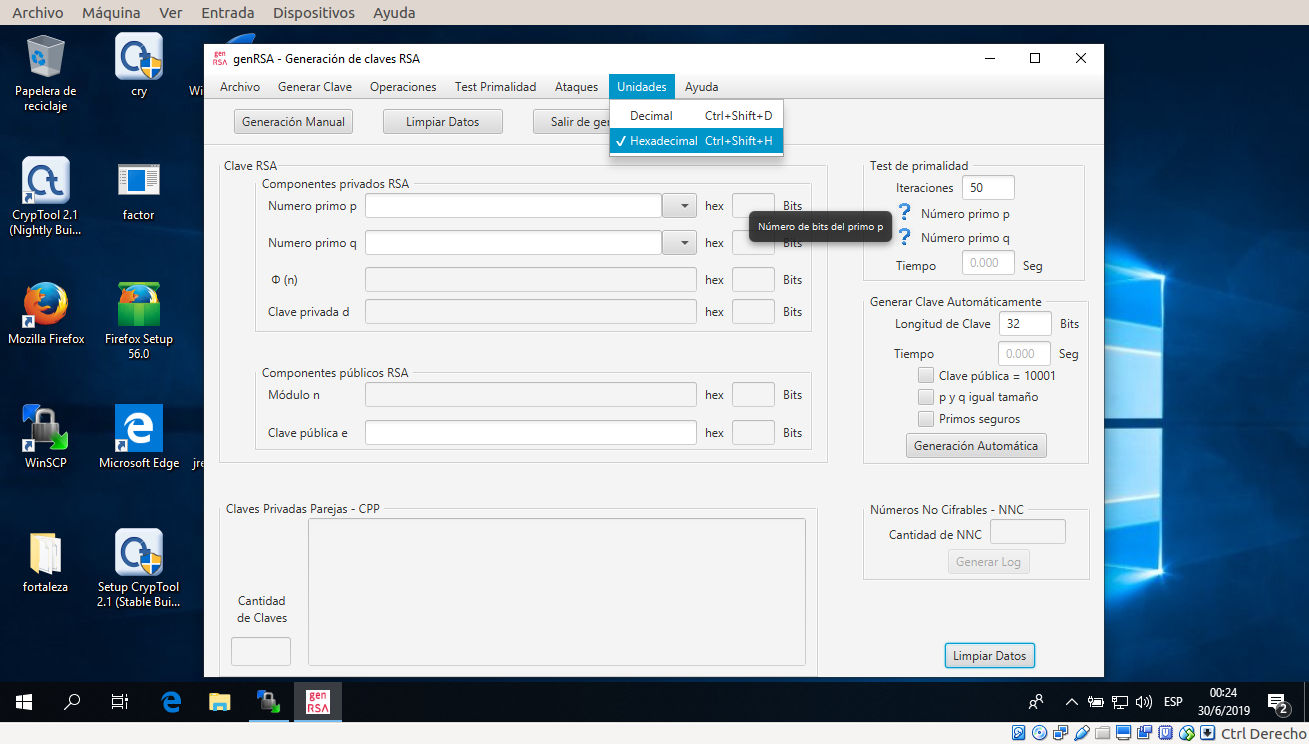 Archivo Máquina Ver Entrada Dispositivos Ayuda
Papelera de
reciclaje
cry
Wi
CrypTool 2.1
(Nightly Bui...
factor
Mozilla Firefox
Firefox Setup
56.0
WinSCP
Microsoft Edge
jre
fortaleza
Setup CrypTool
2.1 (Stable Bui...
gen
RSA
genRSA - Generación de claves RSA
Archivo Generar Clave Operaciones Test Primalidad Ataques Unidades Ayuda
Decimal Ctrl+Shift+D
✓ Hexadecimal Ctrl+Shift+H
Generación Manual Limpiar Datos Salir de ge
Clave RSA
Componentes privados RSA
Numero primo p hex Bits
Número de bits del primo p
Numero primo q hex Bits
Φ (n) hex Bits
Clave privada d hex Bits
Componentes públicos RSA
Módulo n hex Bits
Clave pública e hex Bits
Test de primalidad
Iteraciones 50
? Número primo p
? Número primo q
Tiempo 0.000 Seg
Generar Clave Automáticamente
Longitud de Clave 32 Bits
Tiempo 0.000 Seg
Clave pública = 10001
p y q igual tamaño
Primos seguros
Generación Automática
Claves Privadas Parejas - CPP
Cantidad
de Claves
Números No Cifrables - NNC
Cantidad de NNC
Generar Log
Limpiar Datos
gen
RSA
ESP
00:24
30/6/2019
2
Ctrl Derecho